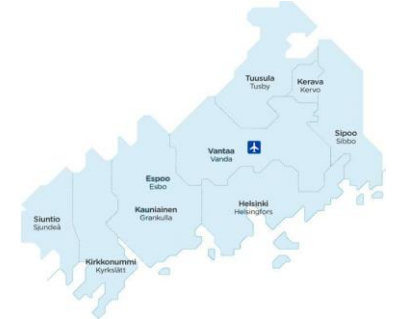 Tuusula
Tusby
Kerava
Kervo
Sipoo
Sibbo
Vantaa
Vanda
Espoo
Esbo
Kauniainen
Grankulla
Helsinki
Helsingfors
Siuntio
Sjundeå
Kirkkonummi
Kyrkslätt